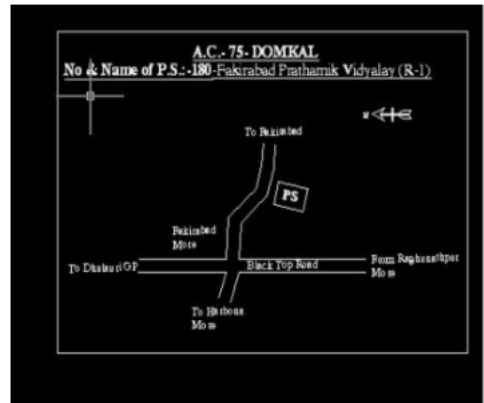 A.C.- 75- DOMKAL
No & Name of P.S.:-180-Fakirabad Prathamik Vidyalay (R-1)
N
To Fakirabad
PS
Fakirabad
More
To Dhulauri GP
Black Top Road
From Raghunathpur
More
To Harbona
More